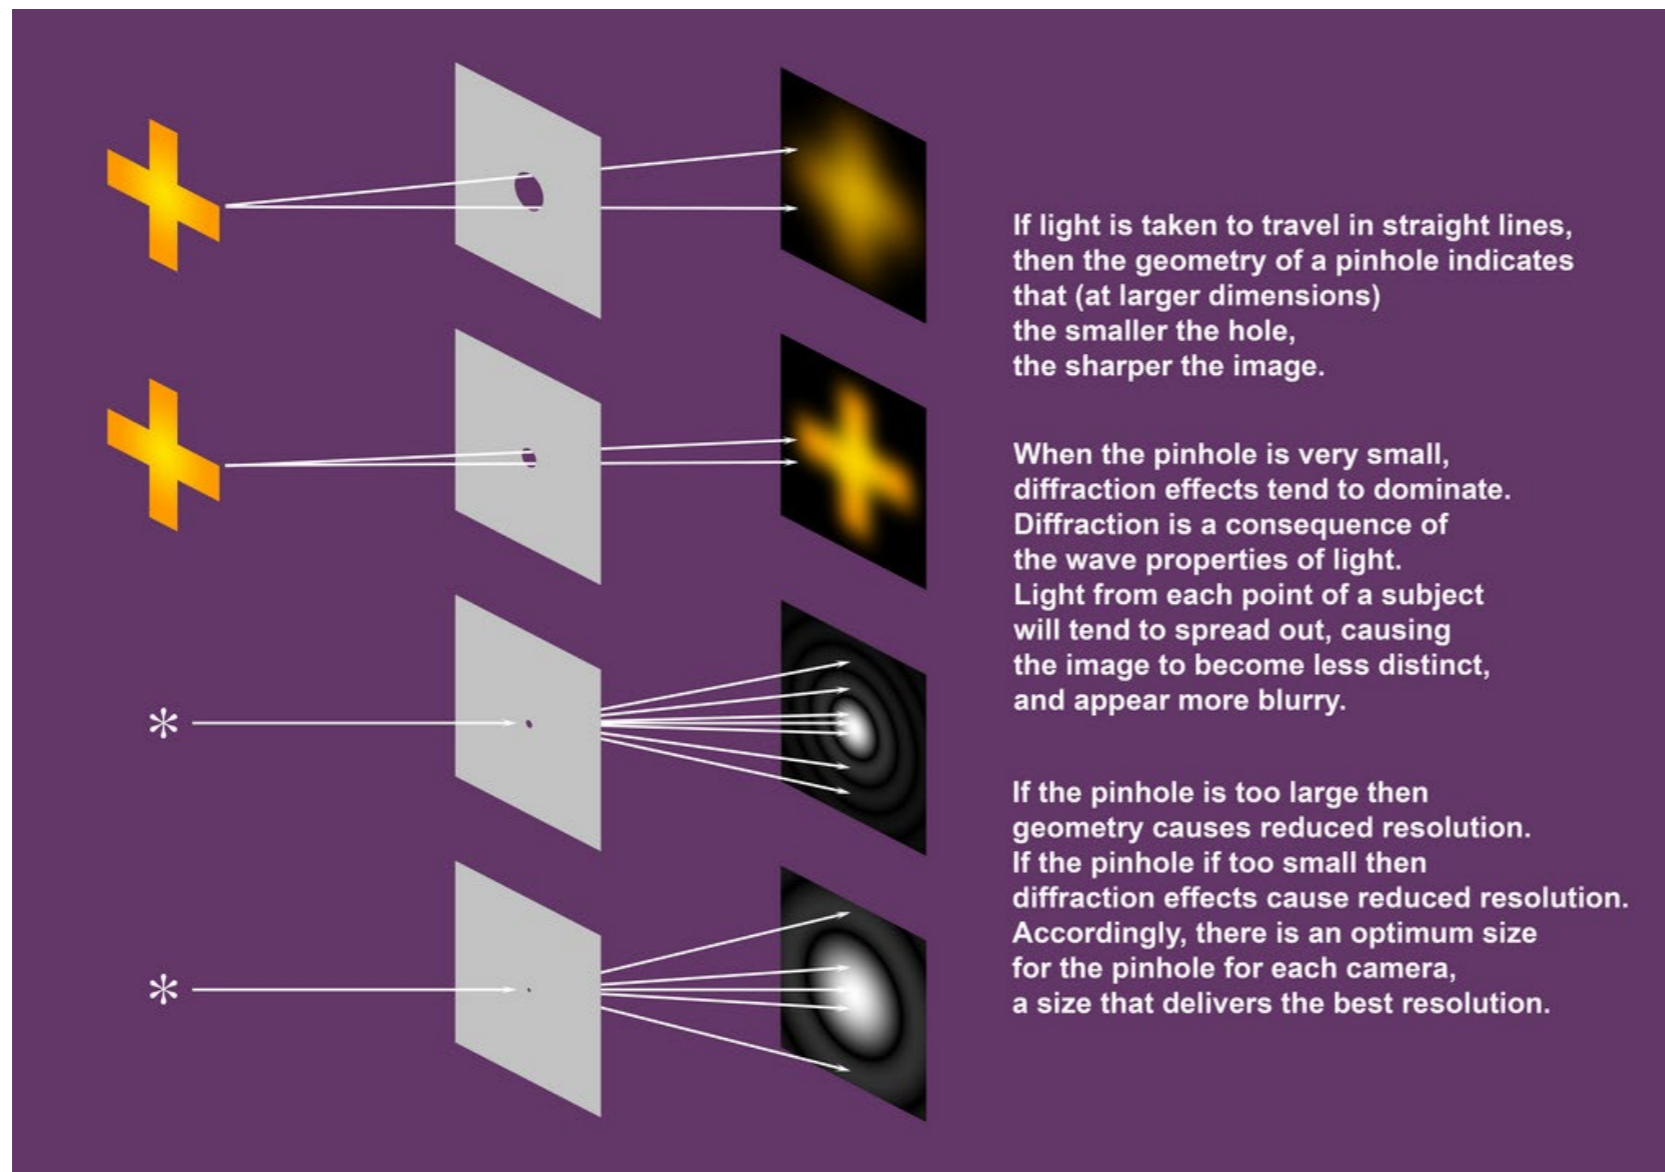 If light is taken to travel in straight lines,
then the geometry of a pinhole indicates
that (at larger dimensions)
the smaller the hole,
the sharper the image.
When the pinhole is very small,
diffraction effects tend to dominate.
Diffraction is a consequence of
the wave properties of light.
Light from each point of a subject
will tend to spread out, causing
the image to become less distinct,
and appear more blurry.
If the pinhole is too large then
geometry causes reduced resolution.
If the pinhole if too small then
diffraction effects cause reduced resolution.
Accordingly, there is an optimum size
for the pinhole for each camera,
a size that delivers the best resolution.